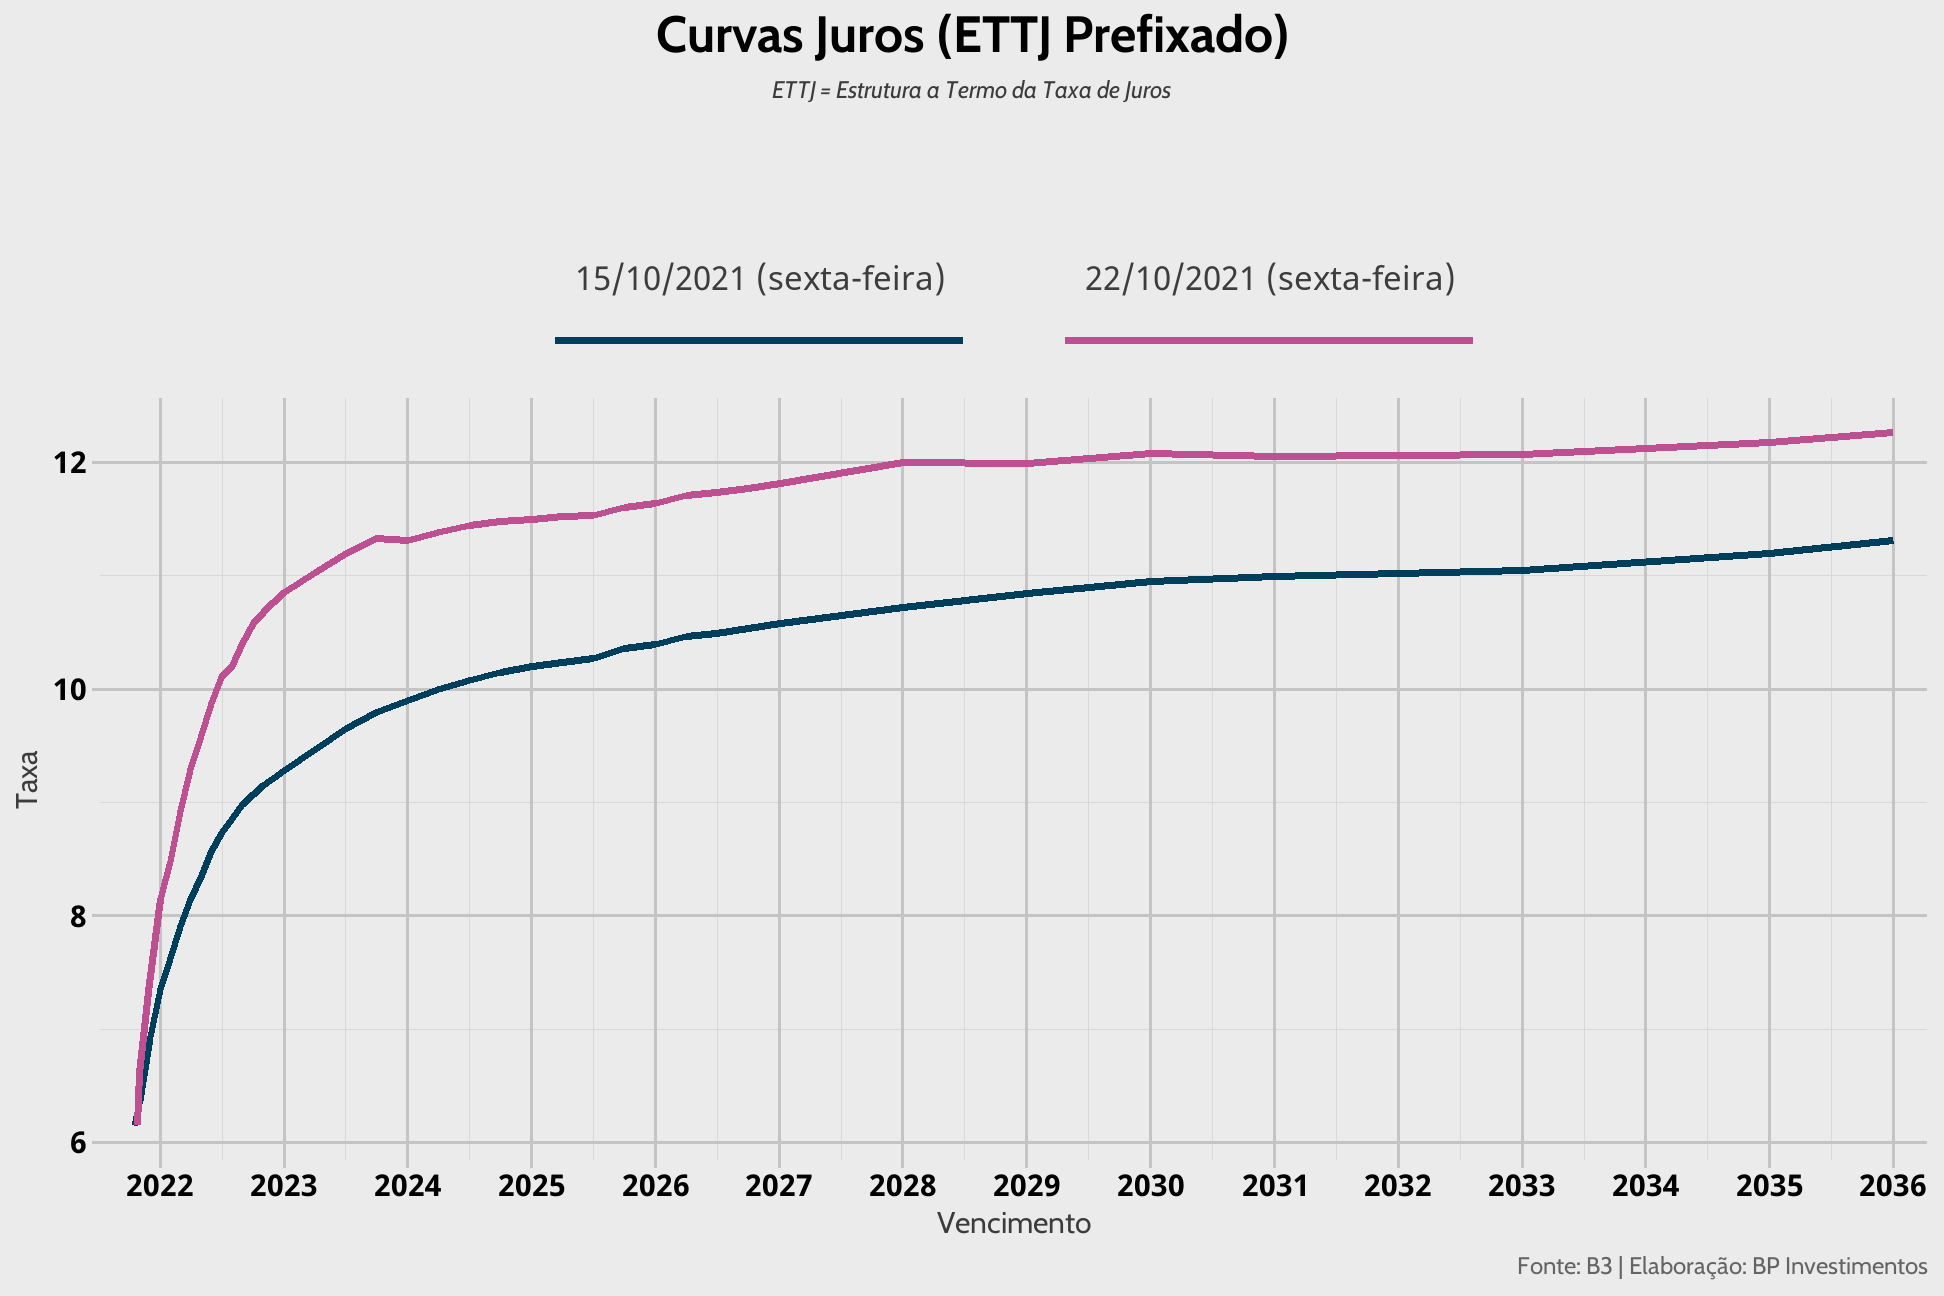 Curvas Juros (ETTJ Prefixado)
ETTJ = Estrutura a Termo da Taxa de Juros
15/10/2021 (sexta-feira)
22/10/2021 (sexta-feira)
12
10
8
6
Taxa
2022
2023
2024
2025
2026
2027
2028
2029
2030
2031
2032
2033
2034
2035
2036
Vencimento
Fonte: B3 | Elaboração: BP Investimentos